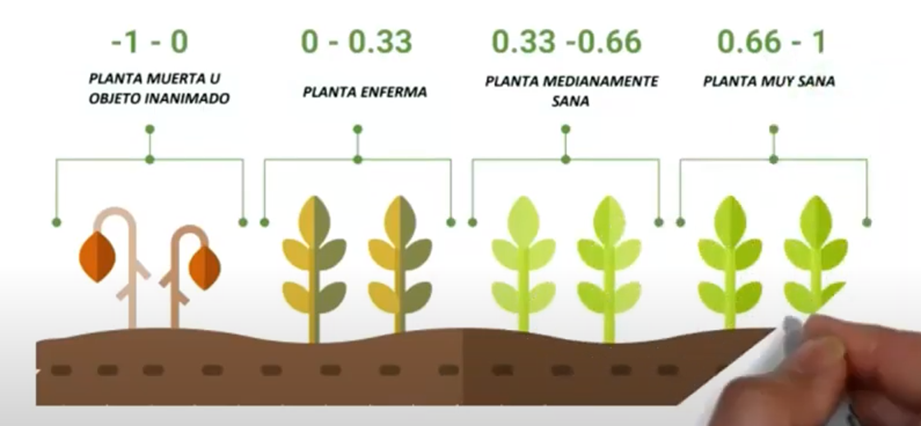 -1 - 0
PLANTA MUERTA U
OBJETO INANIMADO
0 - 0.33
PLANTA ENFERMA
0.33 -0.66
PLANTA MEDIANAMENTE
SANA
0.66 - 1
PLANTA MUY SANA